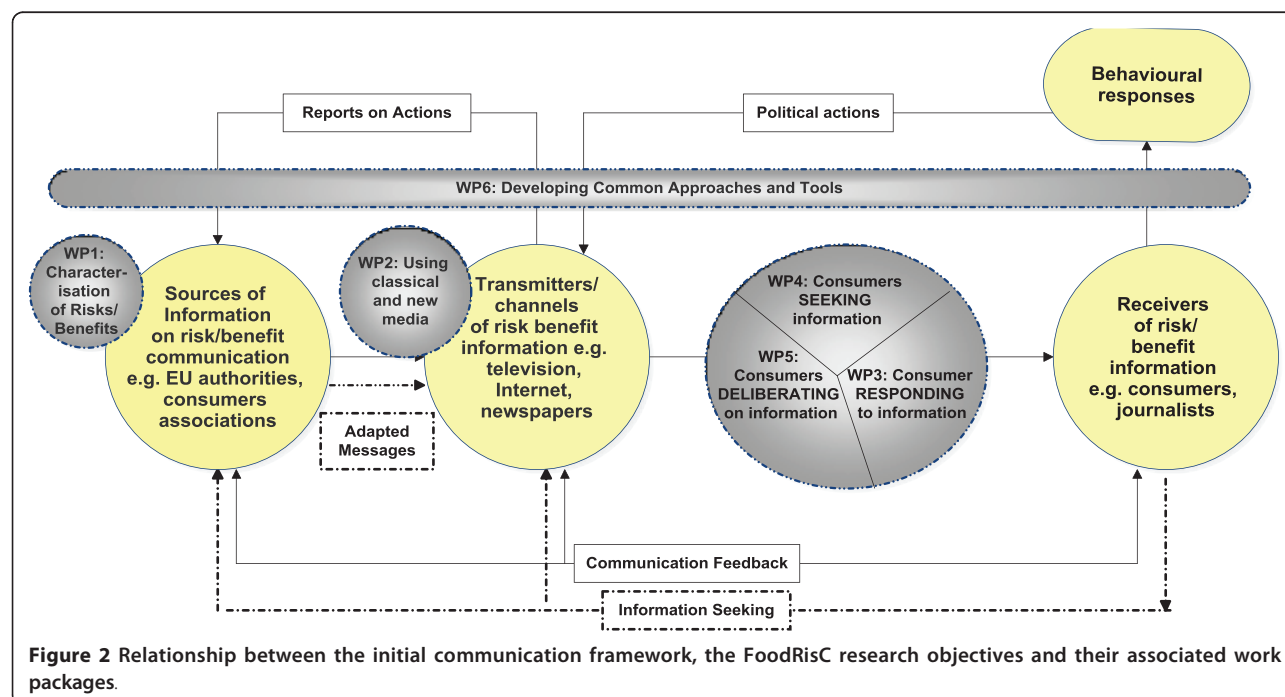 Behavioural
responses
Reports on Actions
Political actions
WP6: Developing Common Approaches and Tools
WP1:
Character-
isation
of Risks/
Benefits
Sources of
Information
on risk/benefit
communication
e.g. EU authorities,
consumers
associations
WP2: Using
classical
and new
media
Transmitters/
channels
of risk benefit
information e.g.
television,
Internet,
newspapers
WP4: Consumers
SEEKING
information
WP5:
Consumers
DELIBERATING
on information
WP3: Consumer
RESPONDING
to information
Receivers
of risk/
benefit
information
e.g. consumers,
journalists
Adapted
Messages
Communication Feedback
Information Seeking
Figure 2 Relationship between the initial communication framework, the FoodRisC research objectives and their associated work
packages.